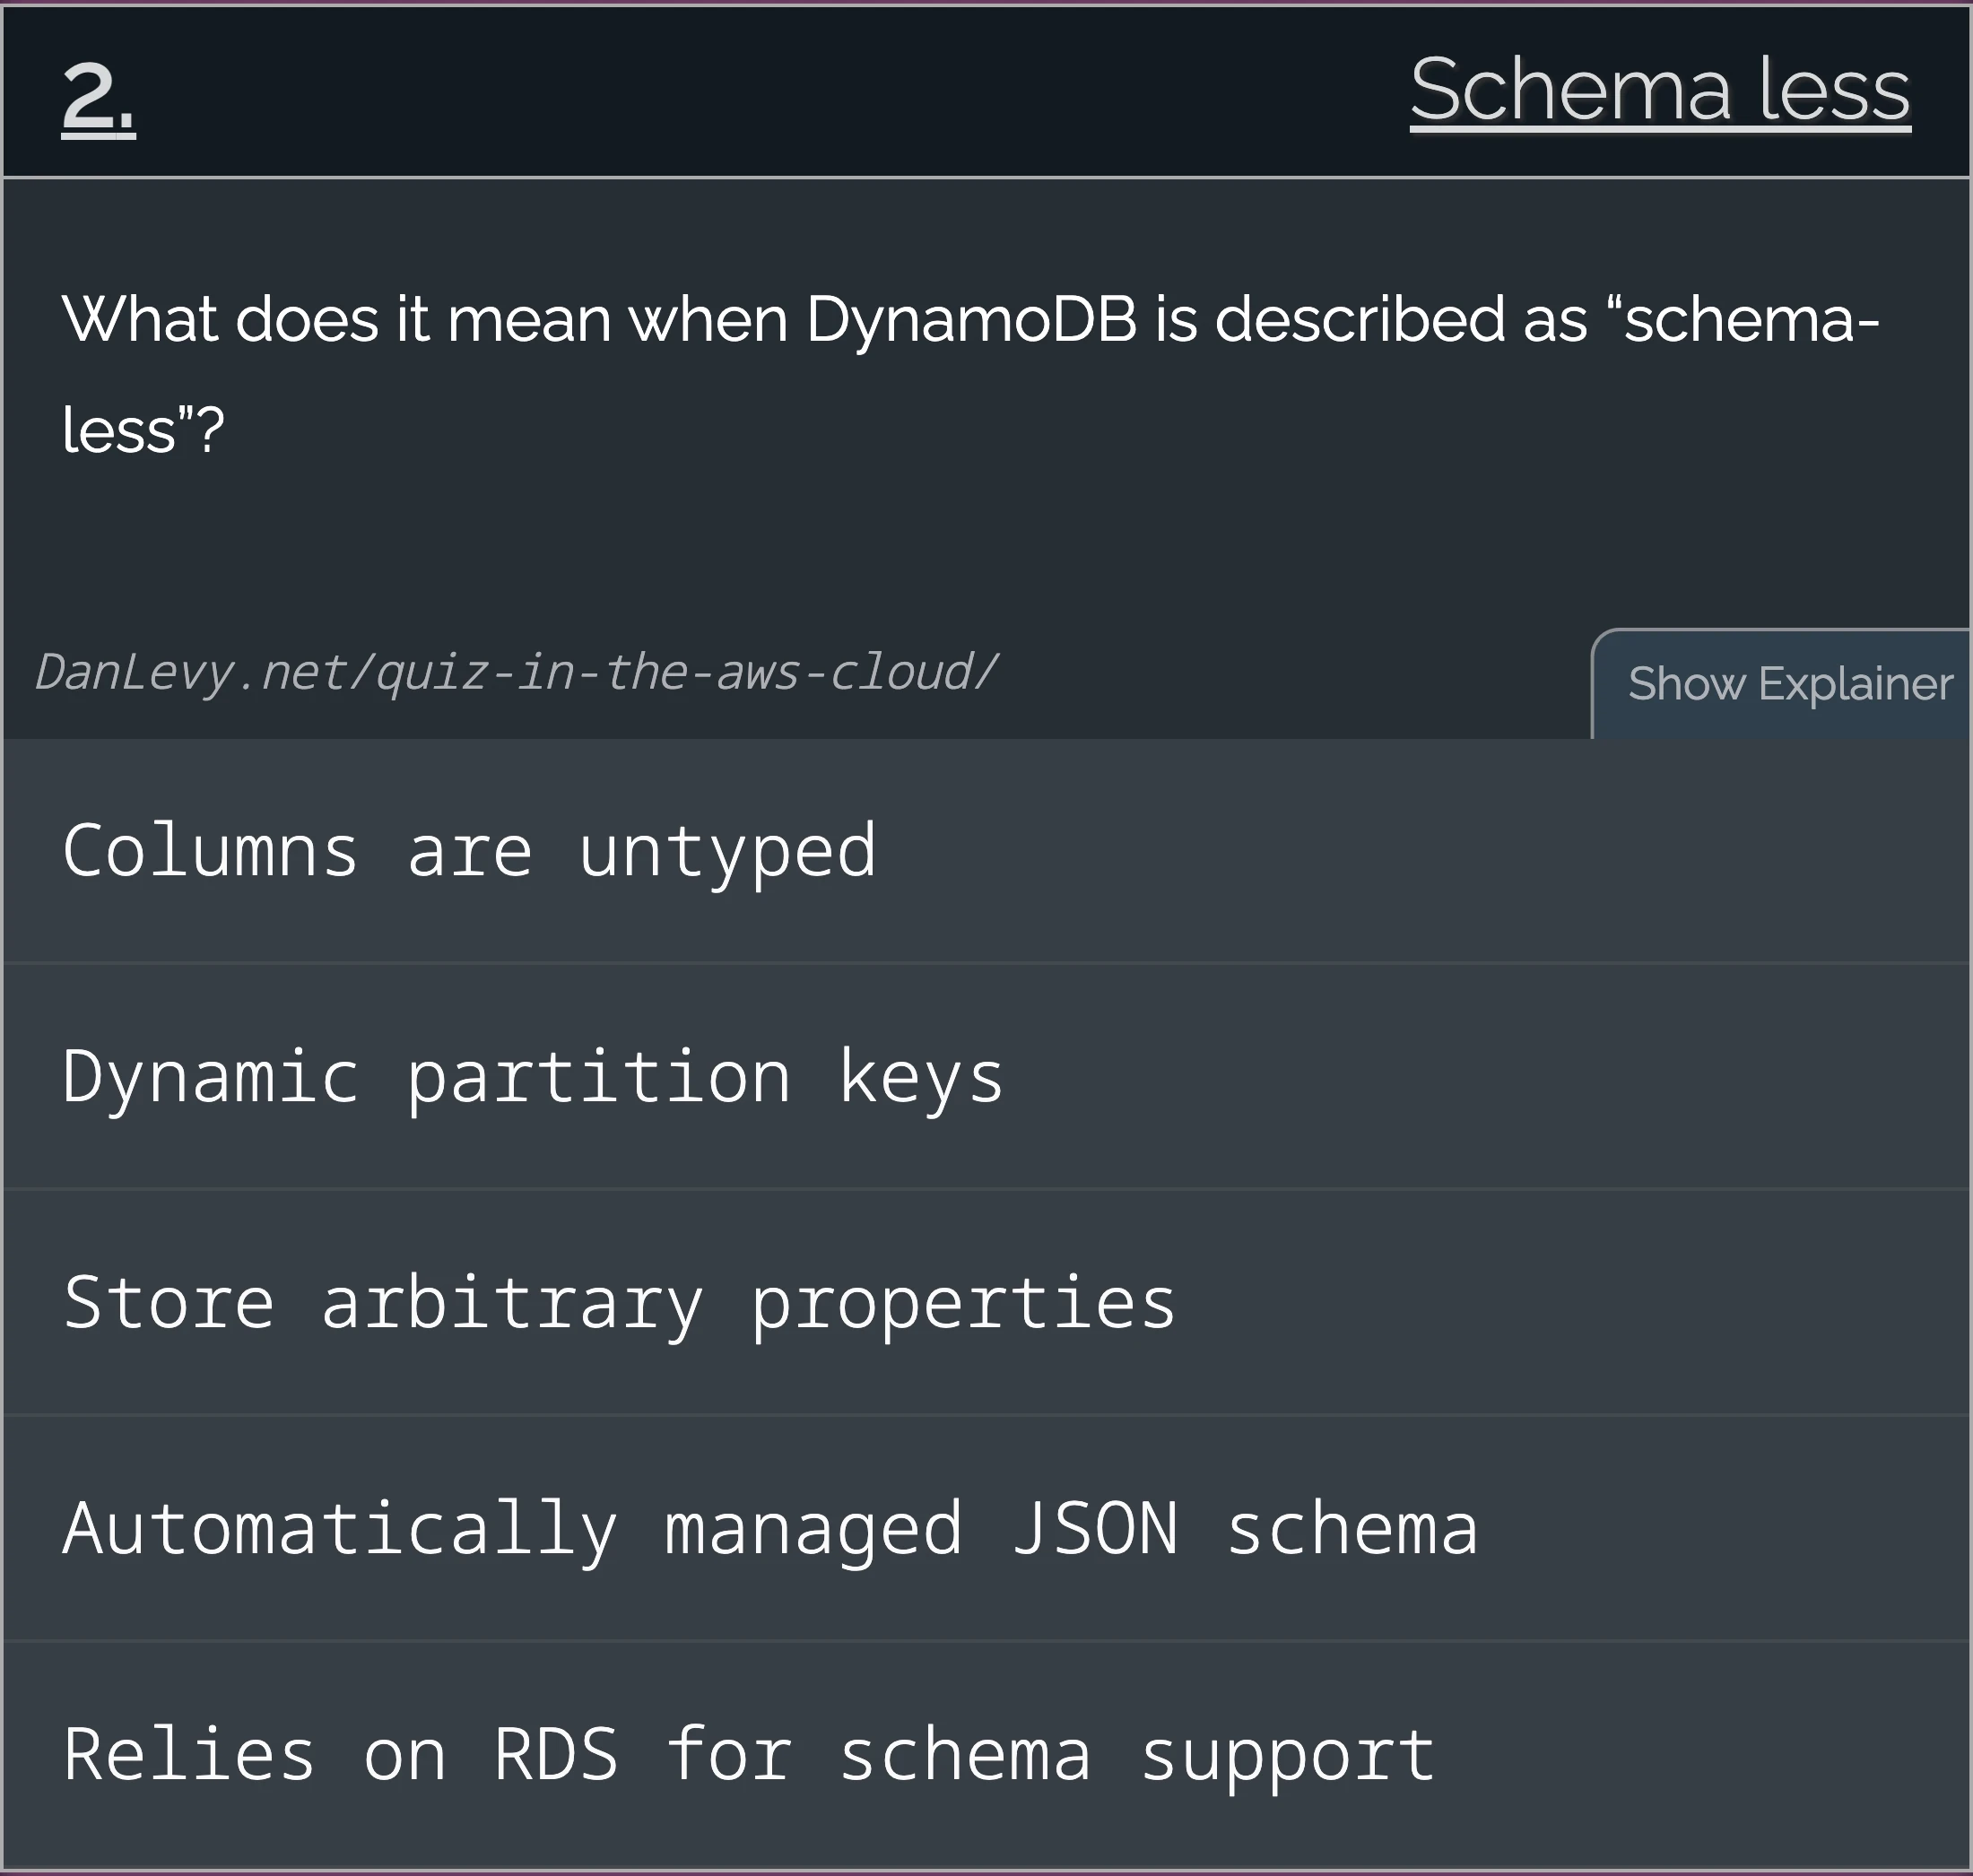 2.
Schema less
What does it mean when DynamoDB is described as “schema-
less”?
DanLevy.net/quiz-in-the-aws-cloud/
Show Explainer
Columns are untyped
Dynamic partition keys
Store arbitrary properties
Automatically managed JSON schema
Relies on RDS for schema support